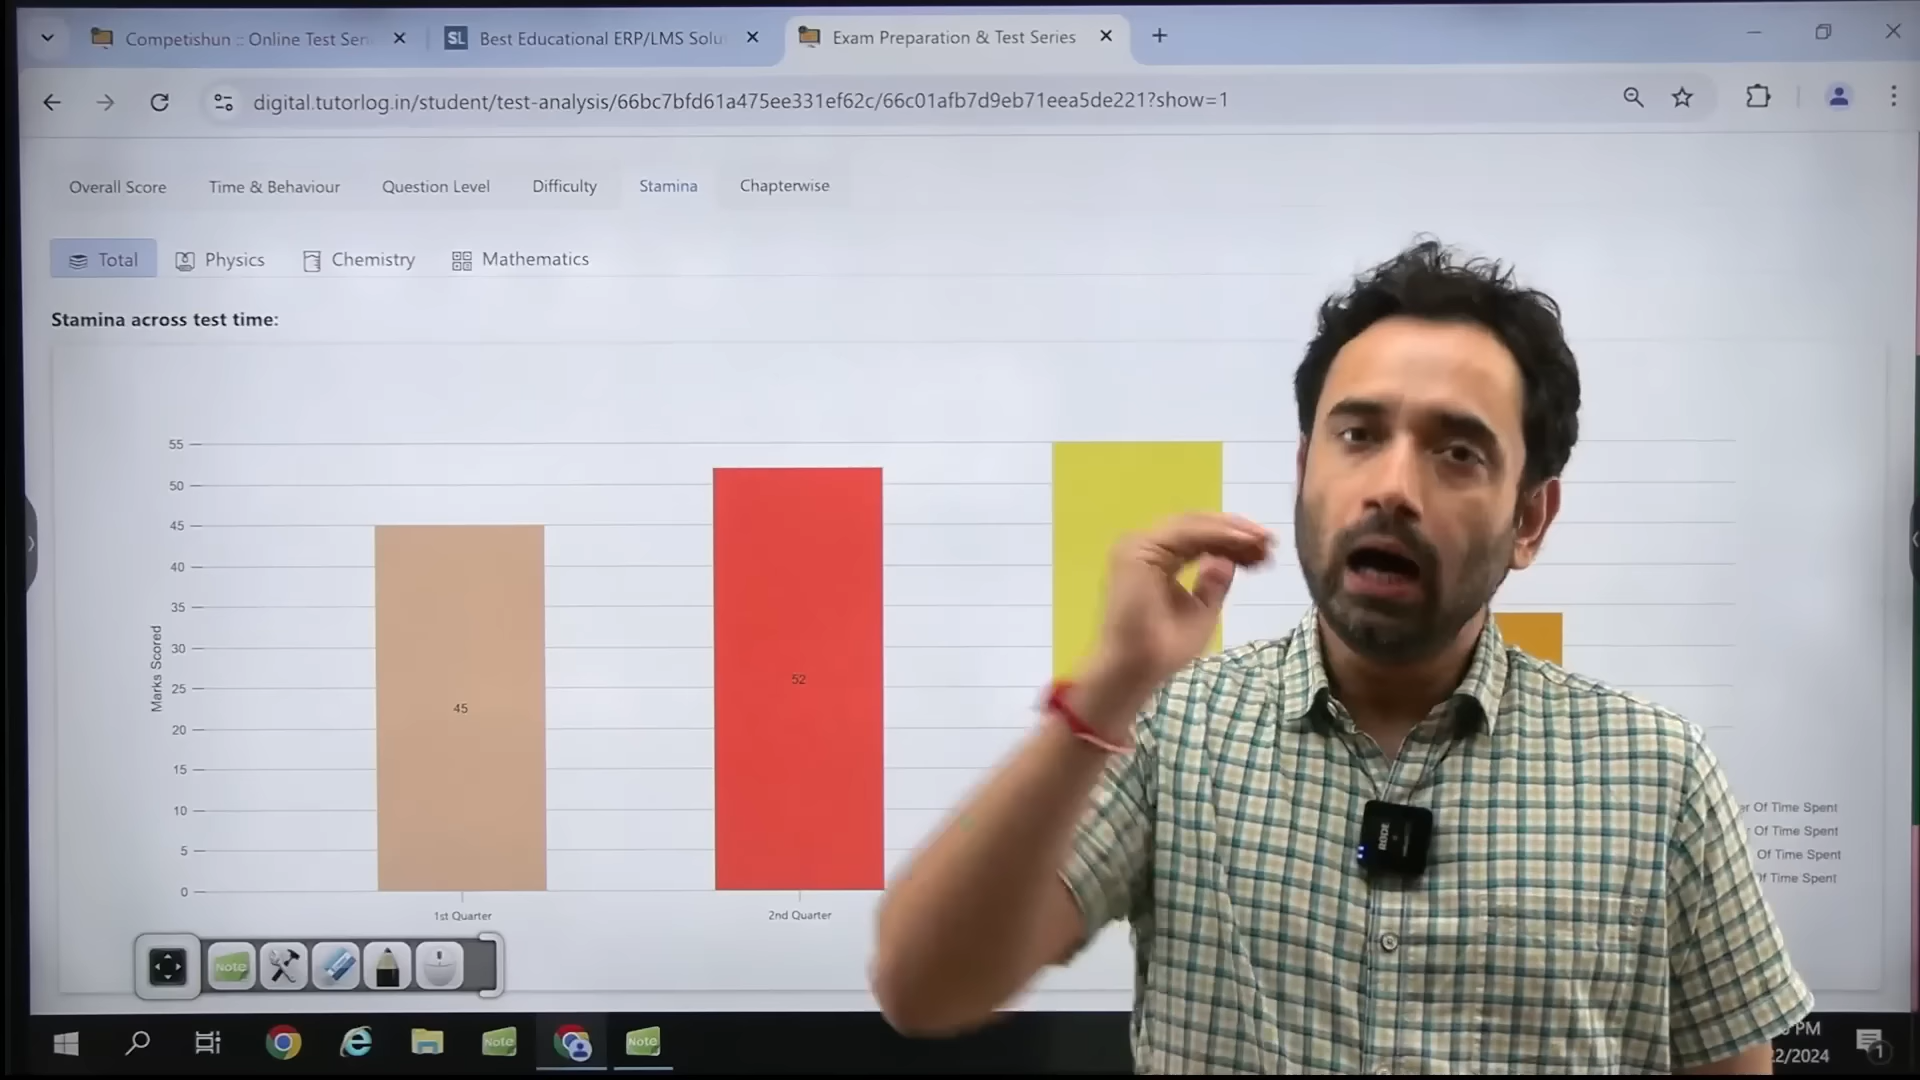 Competishun :: Online Test Seri
SL Best Educational ERP/LMS Solu
Exam Preparation & Test Series
digital.tutorlog.in/student/test-analysis/66bc7bfd61a475ee331ef62c/66c01afb7d9eb71eea5de221?show=1
Overall Score Time & Behaviour Question Level Difficulty Stamina Chapterwise
Total Physics Chemistry Mathematics
Stamina across test time:
55
50
45
40
35
30
25
20
15
10
5
0
Marks Scored
45
52
1st Quarter 2nd Quarter
Of Time Spent
Of Time Spent
Of Time Spent
Of Time Spent
RODE
Note
Note
Note
PM
22/2024
1